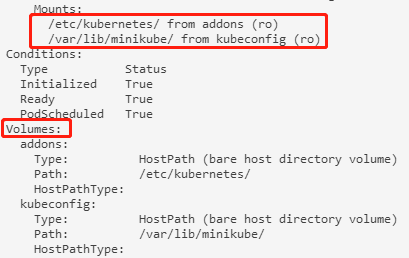 Mounts:
/etc/kubernetes/ from addons (ro)
/var/lib/minikube/ from kubeconfig (ro)
Conditions:
Type Status
Initialized True
Ready True
PodScheduled True
Volumes:
addons:
Type: HostPath (bare host directory volume)
Path: /etc/kubernetes/
HostPathType:
kubeconfig:
Type: HostPath (bare host directory volume)
Path: /var/lib/minikube/
HostPathType: